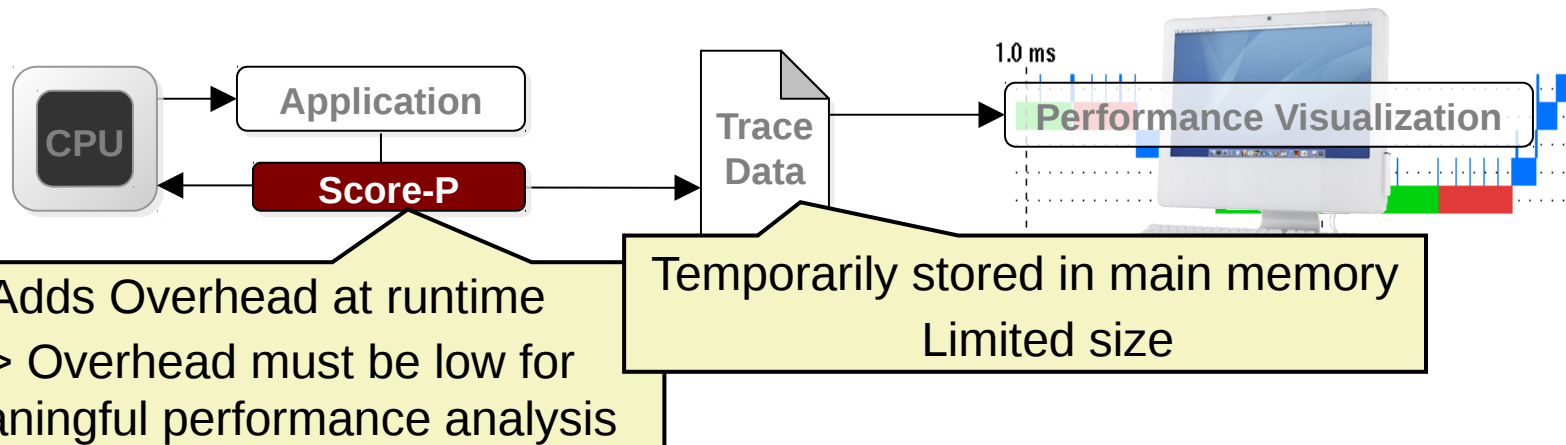 1.0 ms
Application
CPU
Performance Visualization
Trace
Data
Score-P
Adds Overhead at runtime
> Overhead must be low for
aningful performance analysis
Temporarily stored in main memory
Limited size